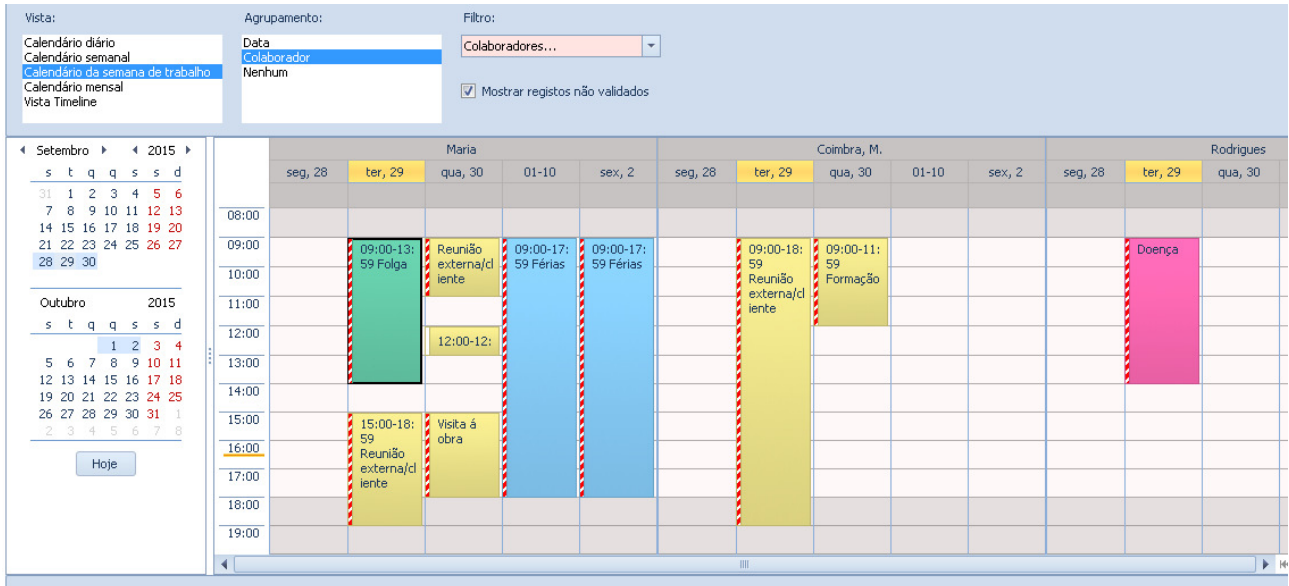 Vista:
Agrupamento:
Filtro:
Calendário diário
Calendário semanal
Calendário da semana de trabalho
Calendário mensal
Vista Timeline
Data
Colaborador
Nenhum
Colaboradores...
Mostrar registos não validados
Setembro 2015
s t q q s s d
31 1 2 3 4 5 6
7 8 9 10 11 12 13
14 15 16 17 18 19 20
21 22 23 24 25 26 27
28 29 30
Outubro 2015
s t q q s s d
1 2 3 4
5 6 7 8 9 10 11
12 13 14 15 16 17 18
19 20 21 22 23 24 25
26 27 28 29 30 31 1
2 3 4 5 6 7 8
Hoje
Maria
Coimbra, M.
Rodrigues
seg, 28 ter, 29 qua, 30 01-10 sex, 2 seg, 28 ter, 29 qua, 30 01-10 sex, 2 seg, 28 ter, 29 qua, 30
08:00
09:00
10:00
11:00
12:00
13:00
14:00
15:00
16:00
17:00
18:00
19:00
09:00-13:
59 Folga
15:00-18:
59
Reunião
externa/cl
iente
Reunião
externa/cl
iente
12:00-12:
Visita á
obra
09:00-17:
59 Férias
09:00-17:
59 Férias
09:00-18:
59
Reunião
externa/cl
iente
09:00-11:
59
Formação
Doença